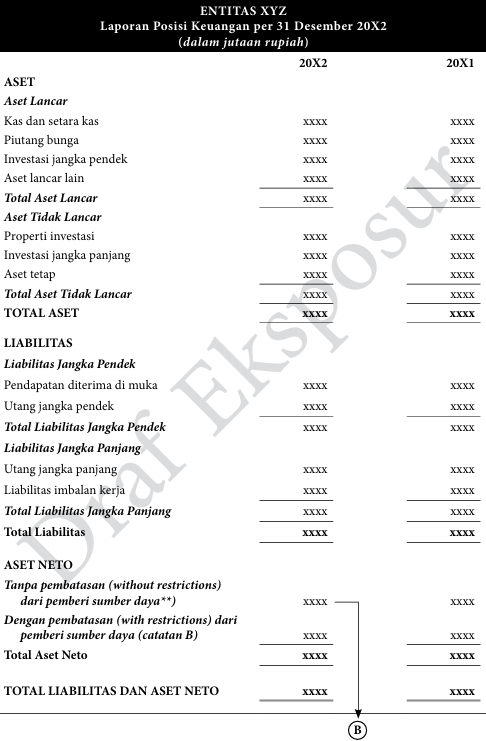 ENTITAS XYZ
Laporan Posisi Keuangan per 31 Desember 20X2
(dalam jutaan rupiah)
20X2 20X1
ASET
Aset Lancar
Kas dan setara kas xxxx xxxx
Piutang bunga xxxx xxxx
Investasi jangka pendek xxxx xxxx
Aset lancar lain xxxx xxxx
Total Aset Lancar xxxx xxxx
Aset Tidak Lancar
Properti investasi xxxx xxxx
Investasi jangka panjang xxxx xxxx
Aset tetap xxxx xxxx
Total Aset Tidak Lancar xxxx xxxx
TOTAL ASET xxxx xxxx
LIABILITAS
Liabilitas Jangka Pendek
Pendapatan diterima di muka xxxx xxxx
Utang jangka pendek xxxx xxxx
Total Liabilitas Jangka Pendek xxxx xxxx
Liabilitas Jangka Panjang
Utang jangka panjang xxxx xxxx
Liabilitas imbalan kerja xxxx xxxx
Total Liabilitas Jangka Panjang xxxx xxxx
Total Liabilitas xxxx xxxx
ASET NETO
Tanpa pembatasan (without restrictions)
dari pemberi sumber daya**) xxxx xxxx
Dengan pembatasan (with restrictions) dari
pemberi sumber daya (catatan B) xxxx xxxx
Total Aset Neto xxxx xxxx
TOTAL LIABILITAS DAN ASET NETO xxxx xxxx
B
Draf Eksposur